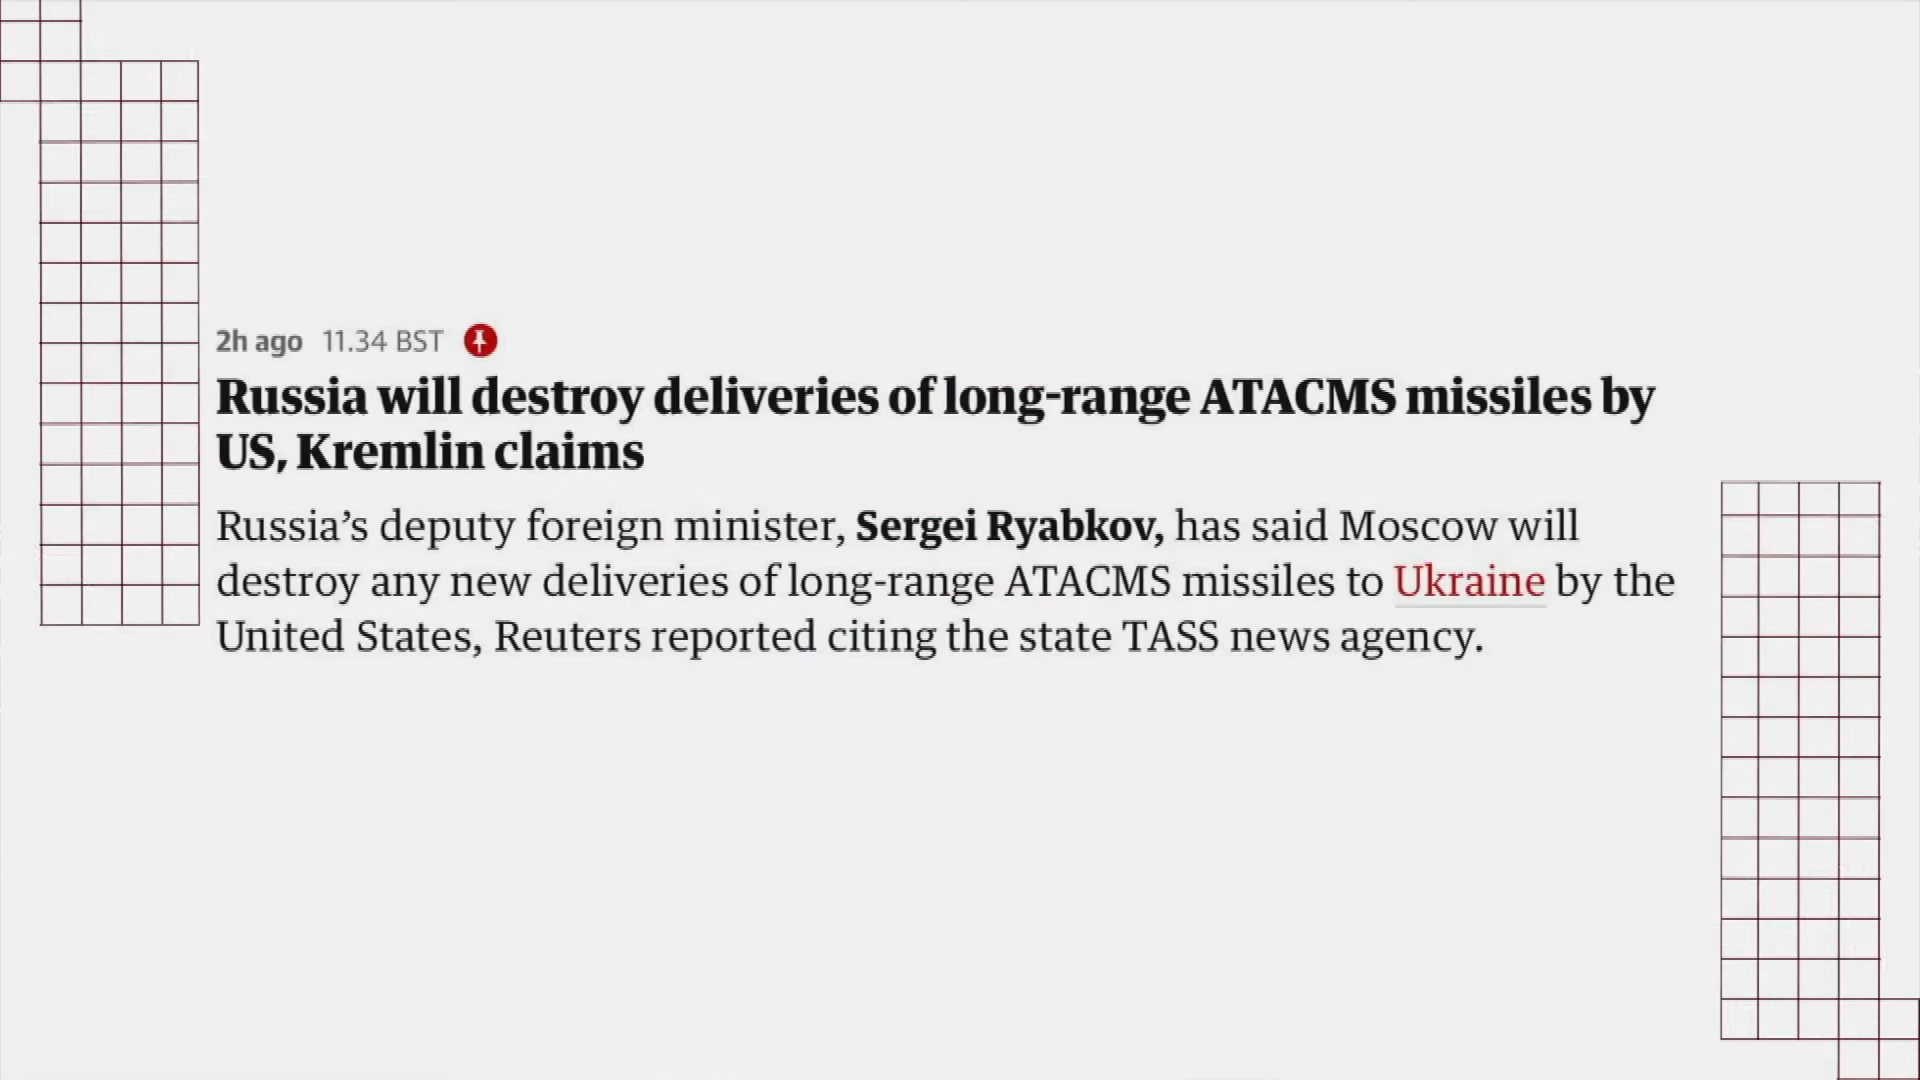 2h ago 11.34 BST
Russia will destroy deliveries of long-range ATACMS missiles by
US, Kremlin claims
Russia’s deputy foreign minister, Sergei Ryabkov, has said Moscow will
destroy any new deliveries of long-range ATACMS missiles to Ukraine by the
United States, Reuters reported citing the state TASS news agency.